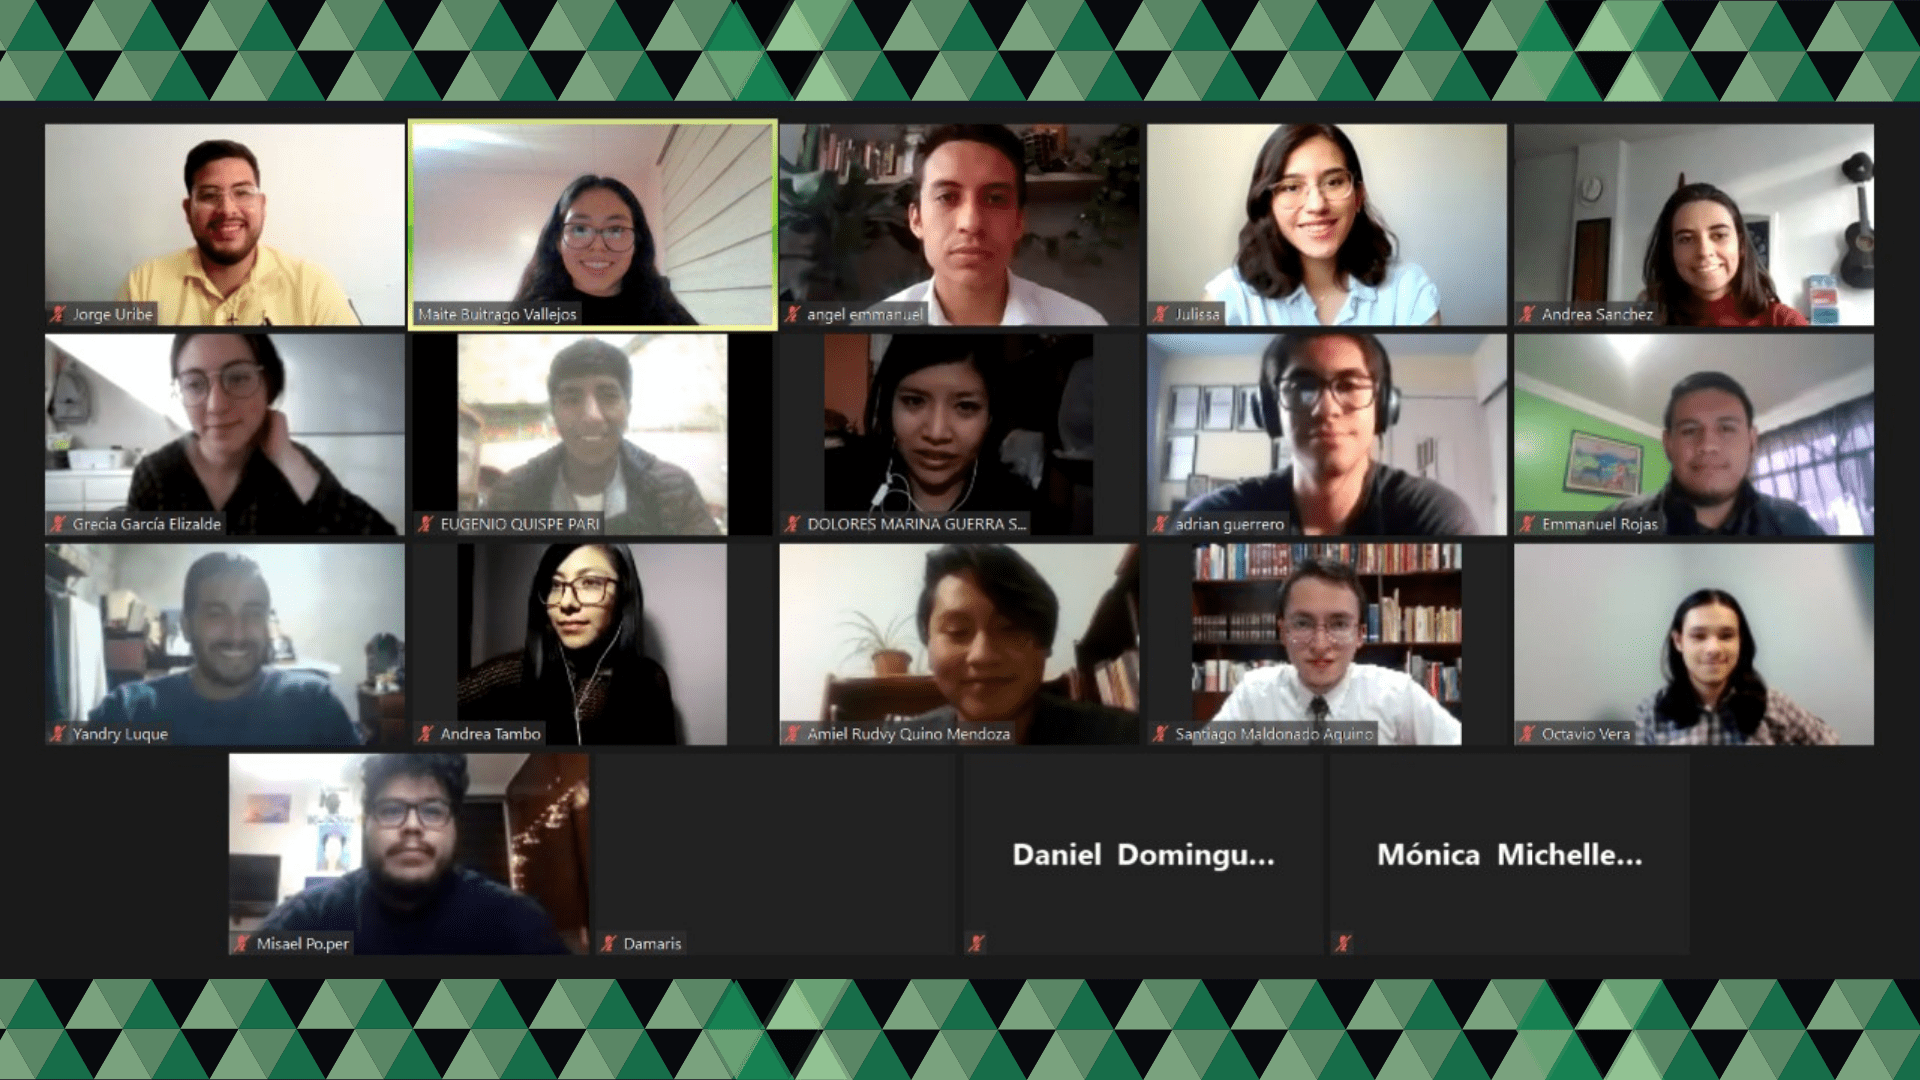 Jorge Uribe
Maite Buitrago Vallejos
angel emmanuel
Julissa
Andrea Sanchez
Grecia García Elizalde
EUGENIO QUISPE PARI
DOLORES MARINA GUERRA S...
adrian guerrero
Emmanuel Rojas
Yandry Luque
Andrea Tambo
Amiel Rudvy Quino Mendoza
Santiago Maldonado Aquino
Octavio Vera
Misael Po.per
Damaris
Daniel Domingu...
Mónica Michelle...